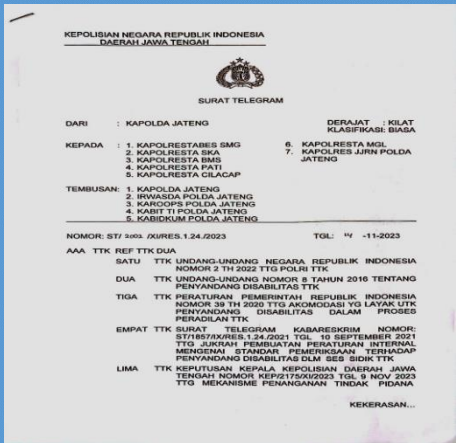 KEPOLISIAN NEGARA REPUBLIK INDONESIA
DAERAH JAWA TENGAH
SURAT TELEGRAM
DARI : KAPOLDA JATENG
DERAJAT : KILAT
KLASIFIKASI: BIASA
KEPADA : 1. KAPOLRESTABES SMG
2. KAPOLRESTA SKA
3. KAPOLRESTA BMS
4. KAPOLRESTA PATI
5. KAPOLRESTA CILACAP
6. KAPOLRESTA MGL
7. KAPOLRES JJRN POLDA
JATENG
TEMBUSAN: 1. KAPOLDA JATENG
2. IRWASDA POLDA JATENG
3. KAROOPS POLDA JATENG
4. KABIT TI POLDA JATENG
5. KABIDKUM POLDA JATENG
NOMOR: ST/ /XI/RES.1.24./2023 TGL: -11-2023
AAA TTK REF TTK DUA
SATU TTK UNDANG-UNDANG NEGARA REPUBLIK INDONESIA
NOMOR 2 TH 2022 TTG POLRI TTK
DUA TTK UNDANG-UNDANG NOMOR 8 TAHUN 2016 TENTANG
PENYANDANG DISABILITAS TTK
TIGA TTK PERATURAN PEMERINTAH REPUBLIK INDONESIA
NOMOR 39 TH 2020 TTG AKOMODASI YG LAYAK UTK
PENYANDANG DISABILITAS DALAM PROSES
PERADILAN TTK
EMPAT TTK SURAT TELEGRAM KABARESKRIM NOMOR:
ST/1857/IX/RES.1.24./2021 TGL 10 SEPTEMBER 2021
TTG JUKRAH PEMBUATAN PERATURAN INTERNAL
MENGENAI STANDAR PEMERIKSAAN TERHADAP
PENYANDANG DISABILITAS DLM SES SIDIK TTK
LIMA TTK KEPUTUSAN KEPALA KEPOLISIAN DAERAH JAWA
TENGAH NOMOR KEP/2175/XI/2023 TGL 9 NOV 2023
TTG MEKANISME PENANGANAN TINDAK PIDANA
KEKERASAN...